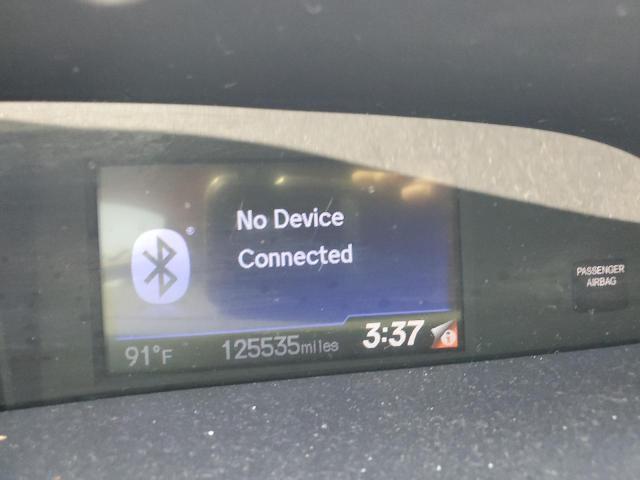 No Device
Connected
PASSENGER
AIRBAG
91°F 125535miles 3:37